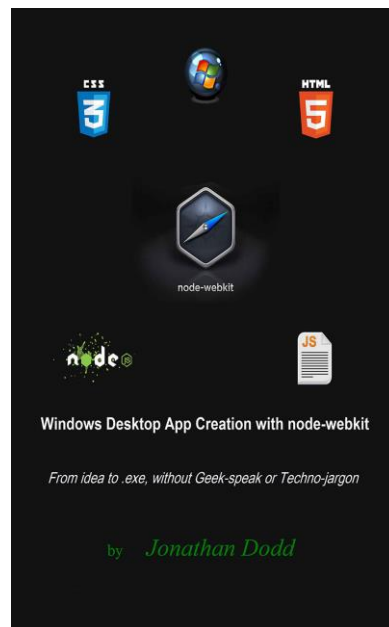 CSS
3
HTML
5
node-webkit
node JS
JS
Windows Desktop App Creation with node-webkit
From idea to .exe, without Geek-speak or Techno-jargon
by Jonathan Dodd